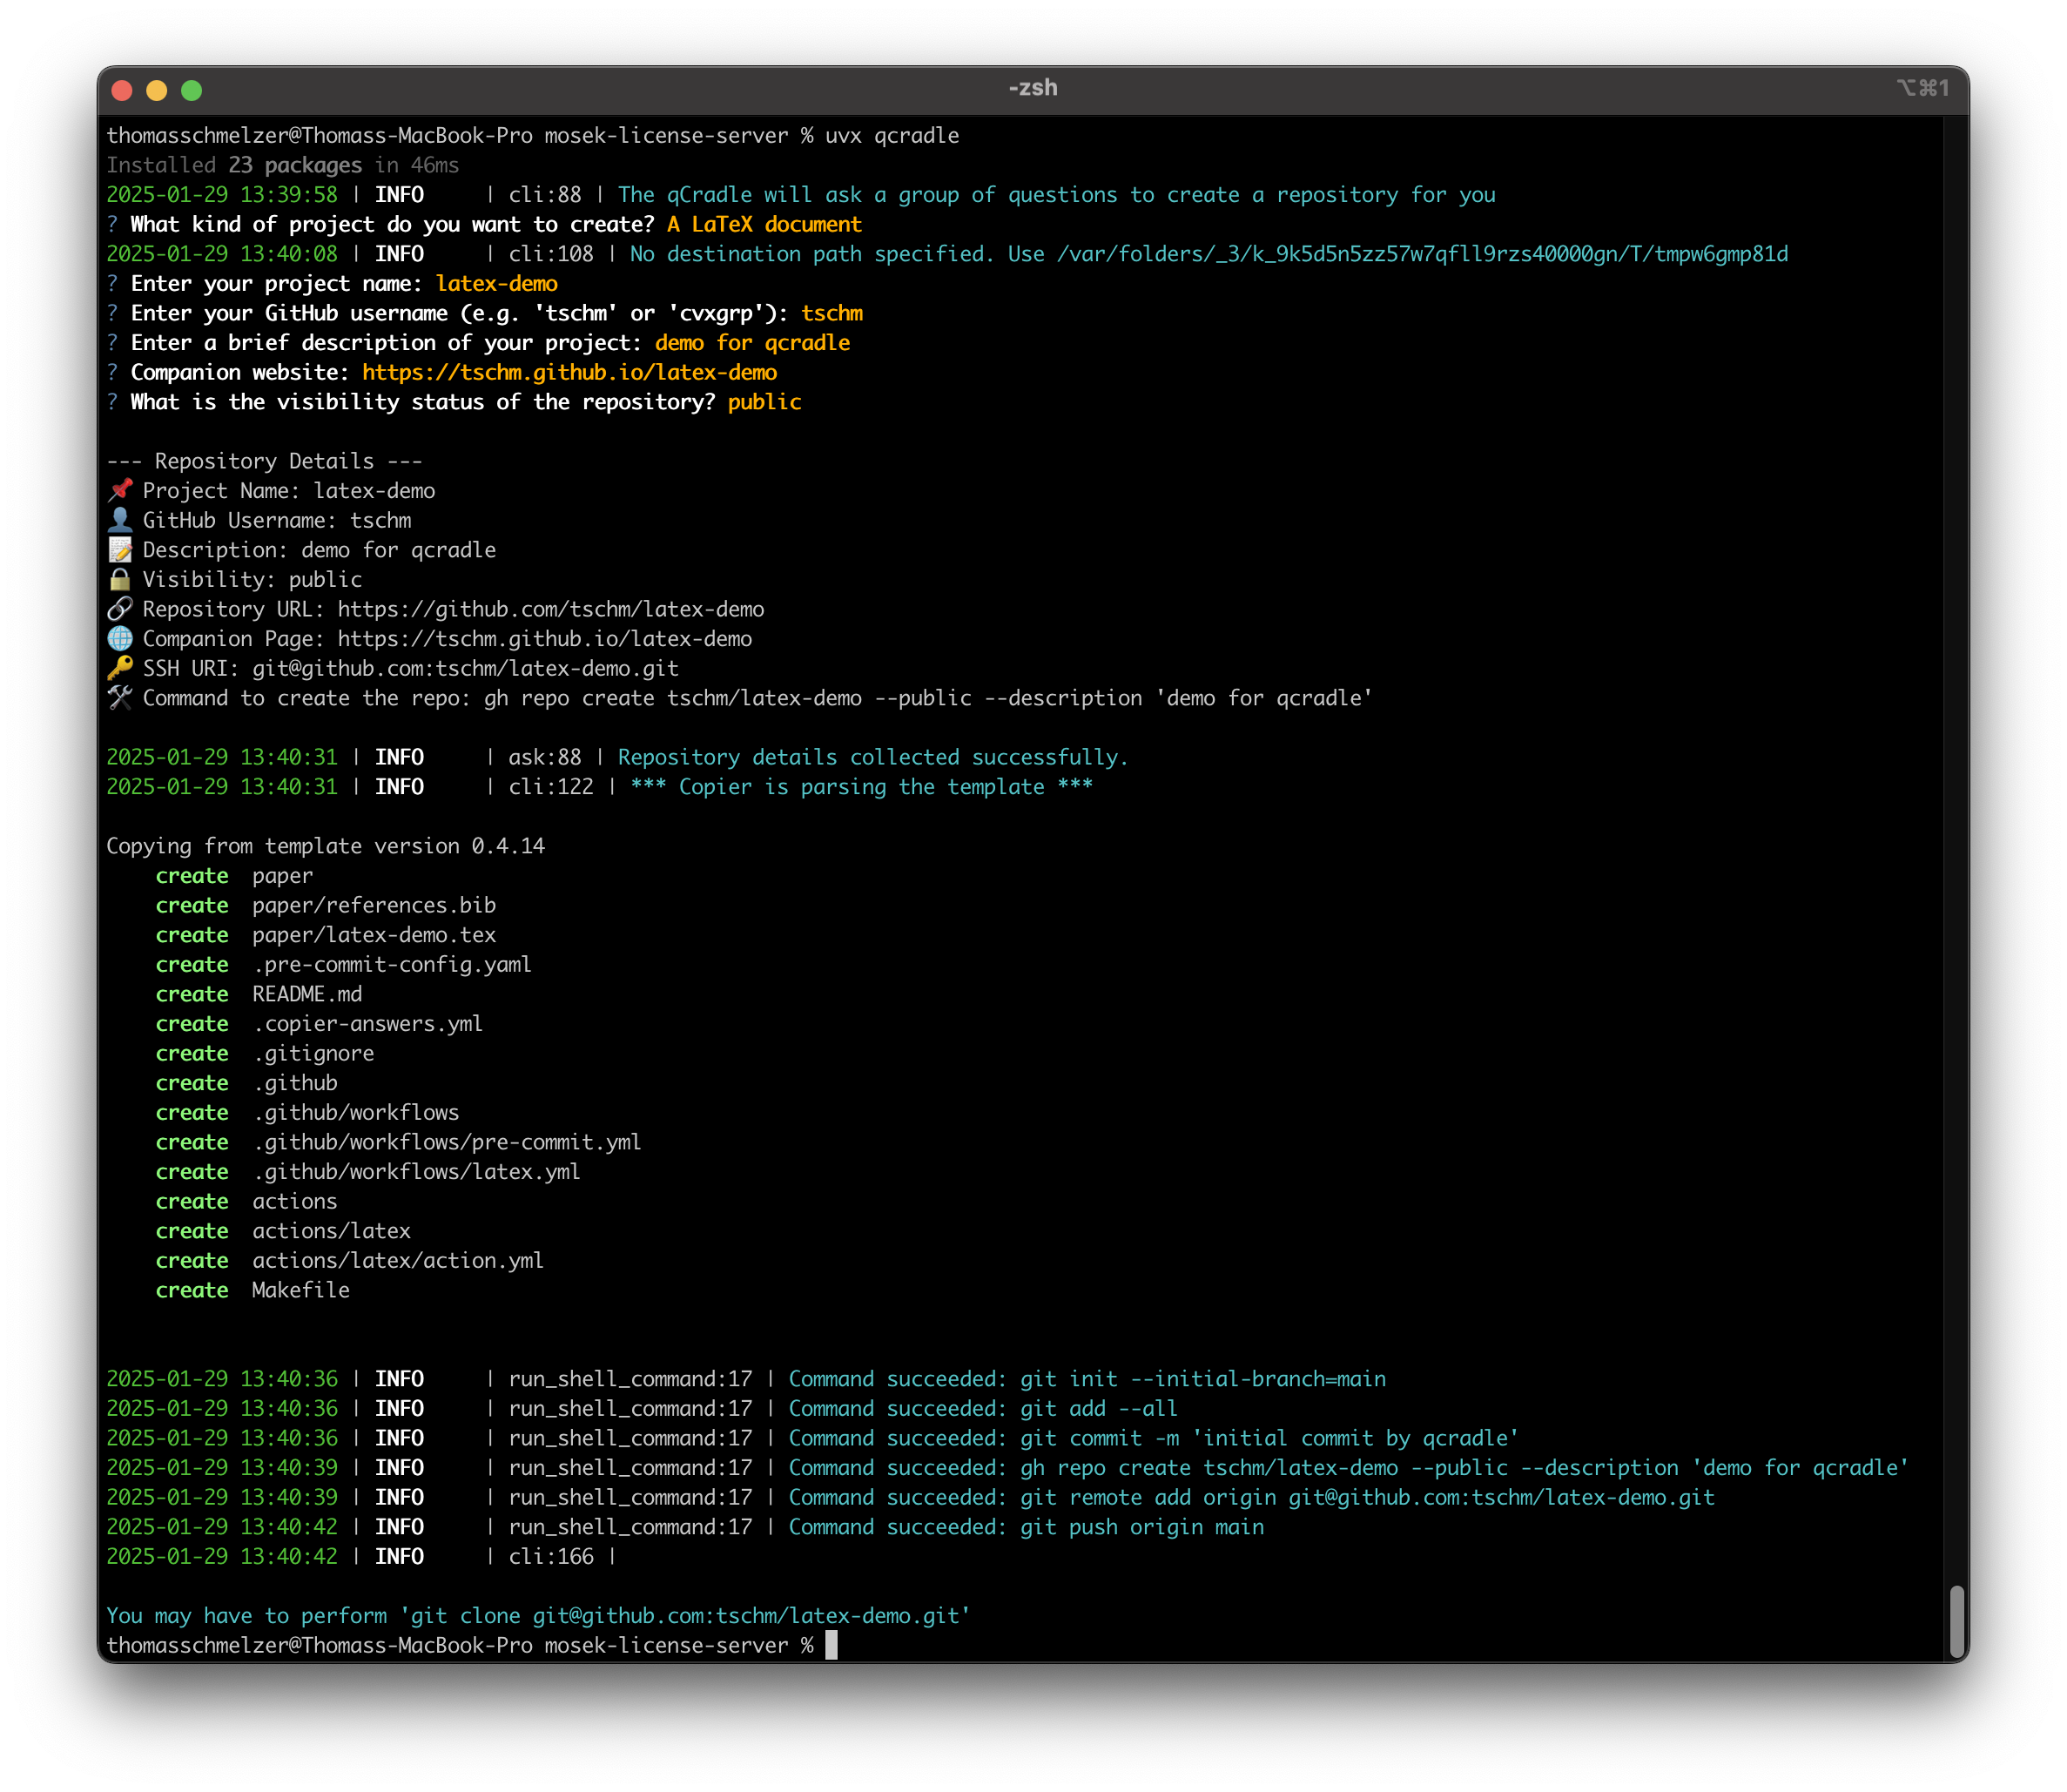 -zsh
⌥⌘1
thomasschmelzer@Thomass-MacBook-Pro mosek-license-server % uvx qcradle
Installed 23 packages in 46ms
2025-01-29 13:39:58 | INFO     | cli:88 | The qCradle will ask a group of questions to create a repository for you
? What kind of project do you want to create? A LaTeX document
2025-01-29 13:40:08 | INFO     | cli:108 | No destination path specified. Use /var/folders/_3/k_9k5d5n5zz57w7qfll9rzs40000gn/T/tmpw6gmp81d
? Enter your project name: latex-demo
? Enter your GitHub username (e.g. 'tschm' or 'cvxgrp'): tschm
? Enter a brief description of your project: demo for qcradle
? Companion website: https://tschm.github.io/latex-demo
? What is the visibility status of the repository? public
--- Repository Details ---
📌 Project Name: latex-demo
👤 GitHub Username: tschm
📝 Description: demo for qcradle
🔒 Visibility: public
🔗 Repository URL: https://github.com/tschm/latex-demo
🌐 Companion Page: https://tschm.github.io/latex-demo
🔑 SSH URI: git@github.com:tschm/latex-demo.git
🛠 Command to create the repo: gh repo create tschm/latex-demo --public --description 'demo for qcradle'
2025-01-29 13:40:31 | INFO     | ask:88 | Repository details collected successfully.
2025-01-29 13:40:31 | INFO     | cli:122 | *** Copier is parsing the template ***
Copying from template version 0.4.14
    create  paper
    create  paper/references.bib
    create  paper/latex-demo.tex
    create  .pre-commit-config.yaml
    create  README.md
    create  .copier-answers.yml
    create  .gitignore
    create  .github
    create  .github/workflows
    create  .github/workflows/pre-commit.yml
    create  .github/workflows/latex.yml
    create  actions
    create  actions/latex
    create  actions/latex/action.yml
    create  Makefile
2025-01-29 13:40:36 | INFO     | run_shell_command:17 | Command succeeded: git init --initial-branch=main
2025-01-29 13:40:36 | INFO     | run_shell_command:17 | Command succeeded: git add --all
2025-01-29 13:40:36 | INFO     | run_shell_command:17 | Command succeeded: git commit -m 'initial commit by qcradle'
2025-01-29 13:40:39 | INFO     | run_shell_command:17 | Command succeeded: gh repo create tschm/latex-demo --public --description 'demo for qcradle'
2025-01-29 13:40:39 | INFO     | run_shell_command:17 | Command succeeded: git remote add origin git@github.com:tschm/latex-demo.git
2025-01-29 13:40:42 | INFO     | run_shell_command:17 | Command succeeded: git push origin main
2025-01-29 13:40:42 | INFO     | cli:166 |
You may have to perform 'git clone git@github.com:tschm/latex-demo.git'
thomasschmelzer@Thomass-MacBook-Pro mosek-license-server %